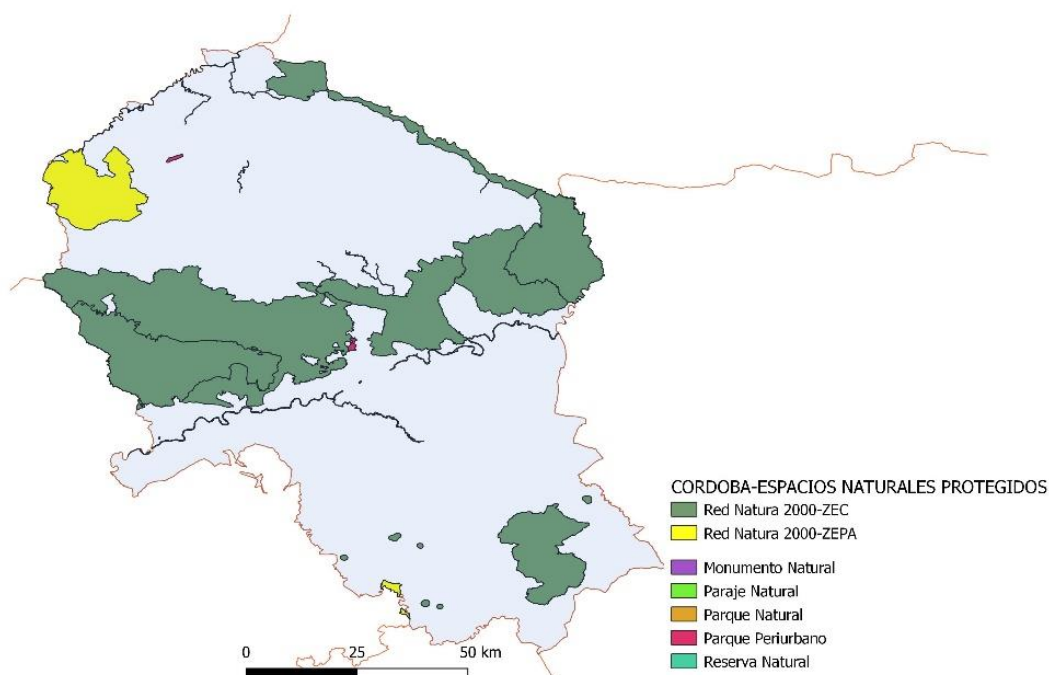 CORDOBA-ESPACIOS NATURALES PROTEGIDOS
Red Natura 2000-ZEC
Red Natura 2000-ZEPA
Monumento Natural
Paraje Natural
Parque Natural
Parque Periurbano
Reserva Natural
0 25 50 km